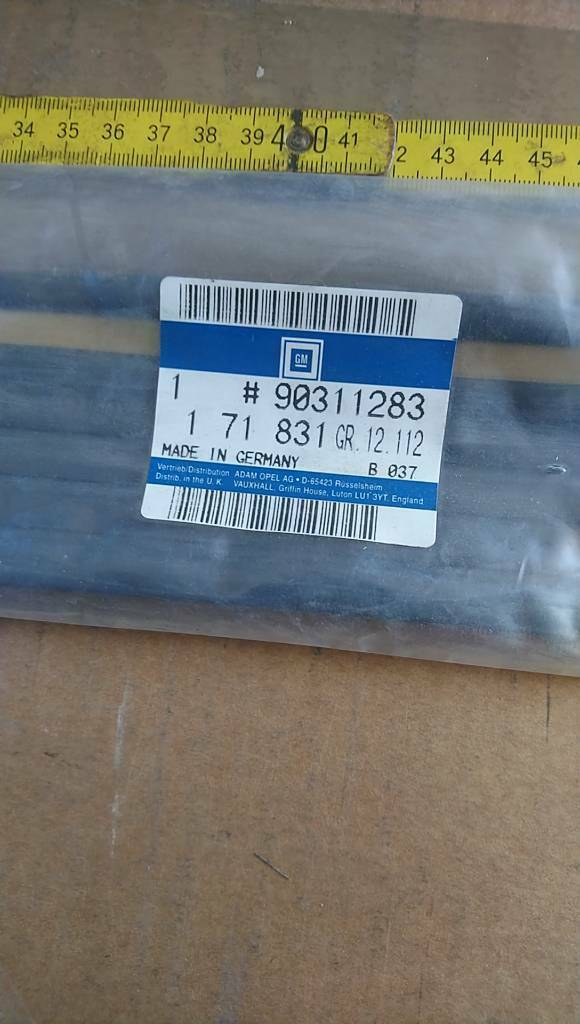 34 35 36 37 38 39 40 41 2 43 44 45
GM
1 # 90311283
1 71 831 GR. 12.112
MADE IN GERMANY B 037
Vertrieb/Distribution ADAM OPEL AG • D-65423 Rüsselsheim
Distrib. in the U.K. VAUXHALL, Griffin House, Luton LU1 3YT, England